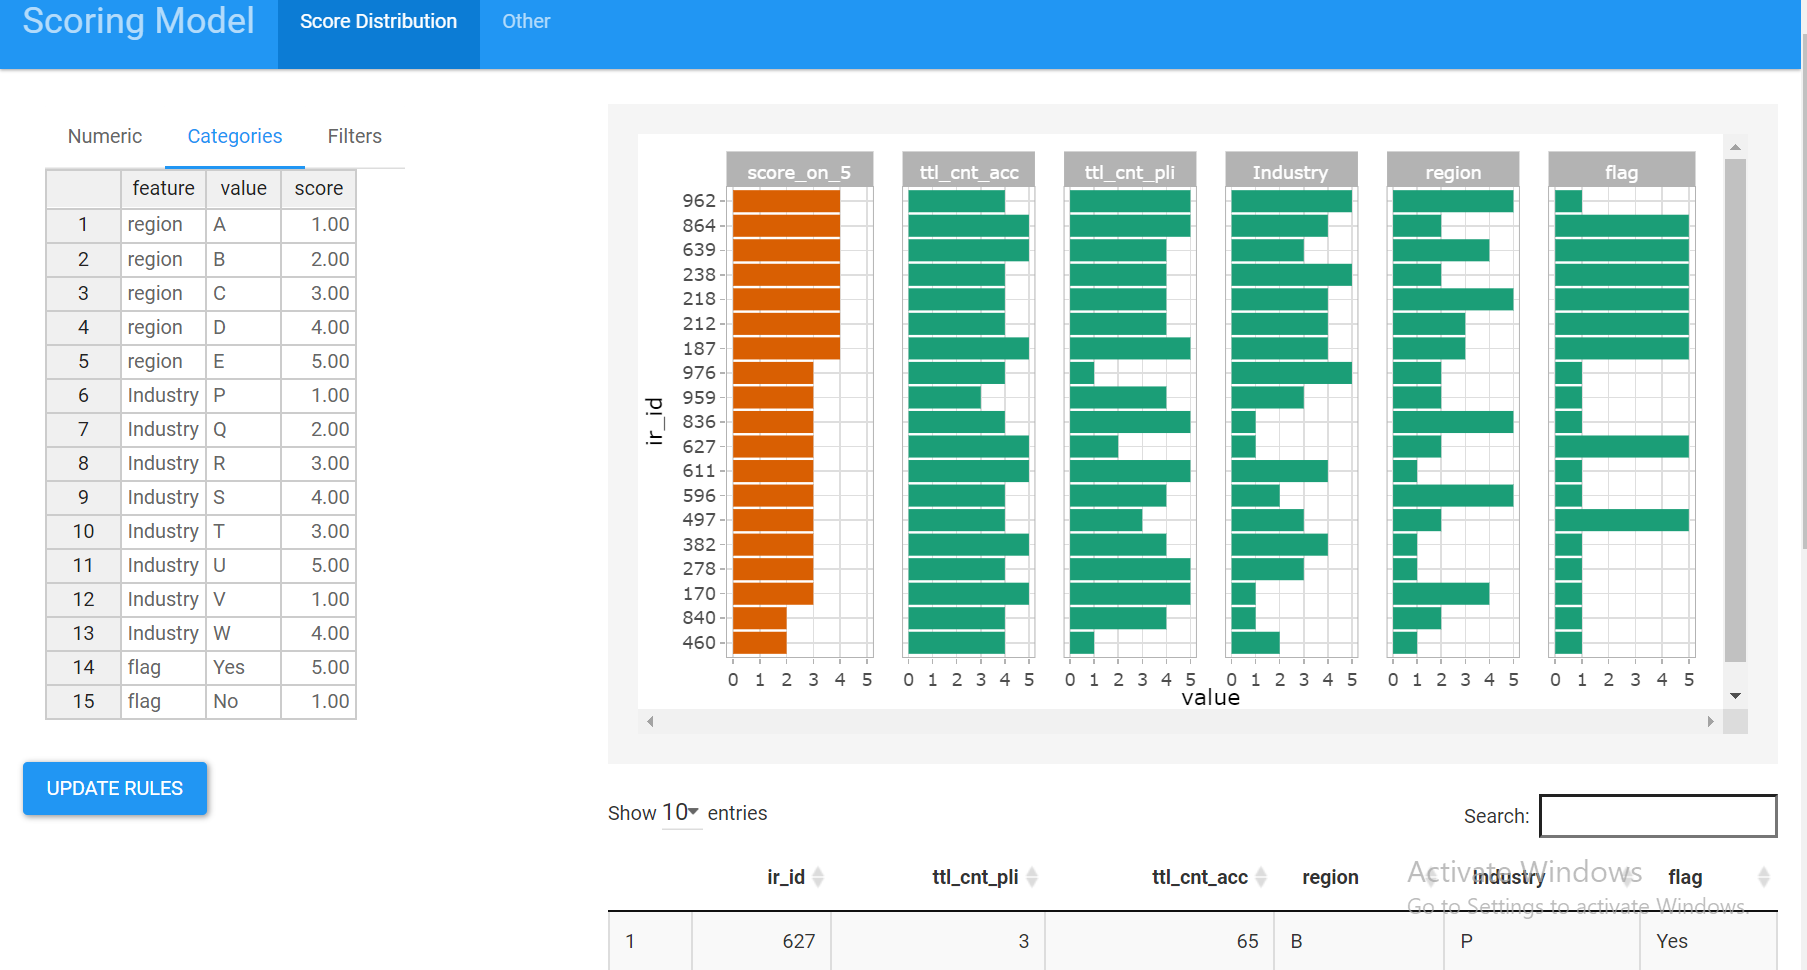 Scoring Model Score Distribution Other
Numeric Categories Filters
feature value score
1 region A 1.00
2 region B 2.00
3 region C 3.00
4 region D 4.00
5 region E 5.00
6 Industry P 1.00
7 Industry Q 2.00
8 Industry R 3.00
9 Industry S 4.00
10 Industry T 3.00
11 Industry U 5.00
12 Industry V 1.00
13 Industry W 4.00
14 flag Yes 5.00
15 flag No 1.00
UPDATE RULES
score_on_5 ttl_cnt_acc ttl_cnt_pli Industry region flag
ir_id
962
864
639
238
218
212
187
976
959
836
627
611
596
497
382
278
170
840
460
0 1 2 3 4 5 0 1 2 3 4 5 0 1 2 3 4 5 0 1 2 3 4 5 0 1 2 3 4 5 0 1 2 3 4 5
value
Show 10 entries Search:
ir_id ttl_cnt_pli ttl_cnt_acc region Industry flag
1 627 3 65 B P Yes
Activate Windows
Go to Settings to activate Windows.